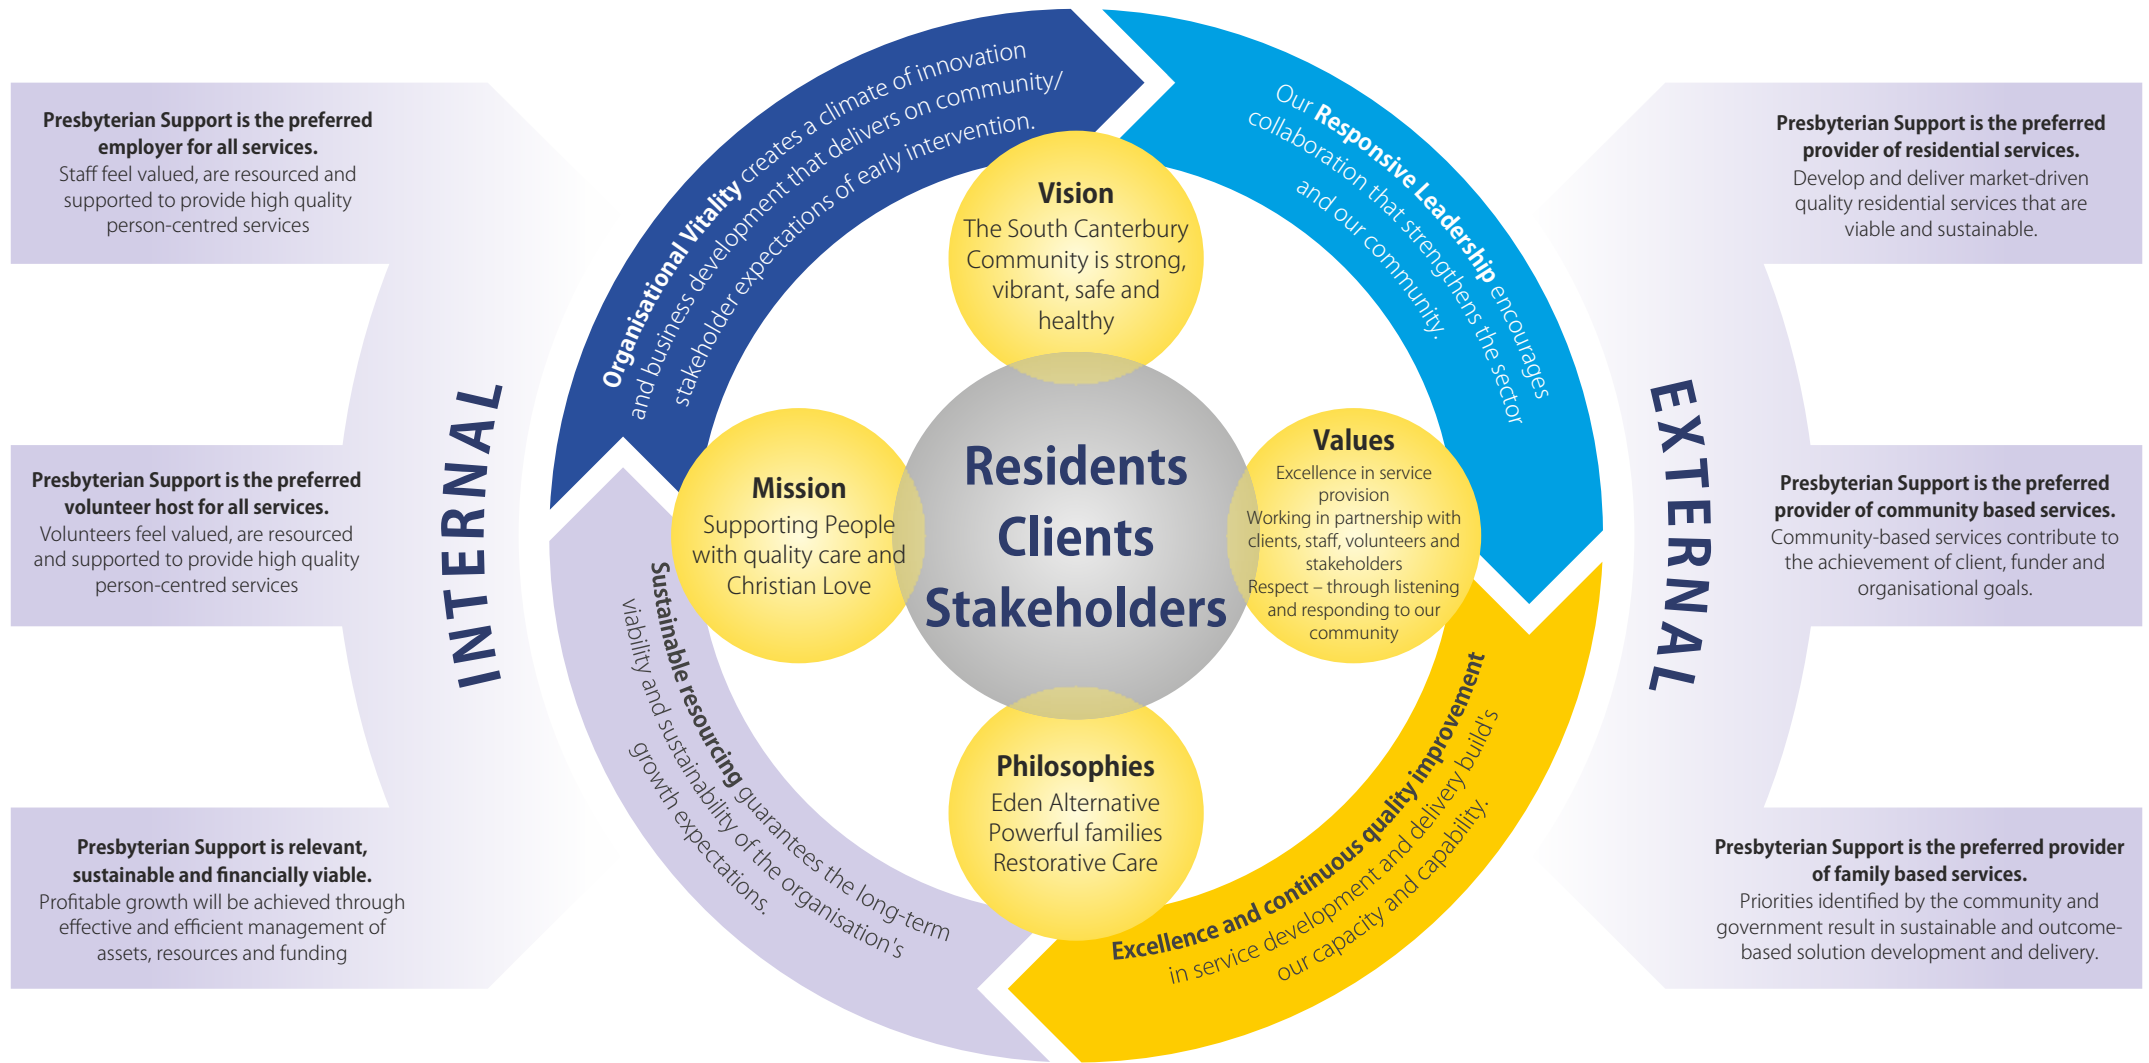 Presbyterian Support is the preferred
employer for all services.
Staff feel valued, are resourced and
supported to provide high quality
person-centred services
Presbyterian Support is the preferred
volunteer host for all services.
Volunteers feel valued, are resourced
and supported to provide high quality
person-centred services
Presbyterian Support is relevant,
sustainable and financially viable.
Profitable growth will be achieved through
effective and efficient management of
assets, resources and funding
INTERNAL
Organisational Vitality creates a climate of innovation
and business development that delivers on community/
stakeholder expectations of early intervention.
Our Responsive Leadership encourages
collaboration that strengthens the sector
and our community.
Vision
The South Canterbury
Community is strong,
vibrant, safe and
healthy
Mission
Supporting People
with quality care and
Christian Love
Residents
Clients
Stakeholders
Values
Excellence in service
provision
Working in partnership with
clients, staff, volunteers and
stakeholders
Respect – through listening
and responding to our
community
Philosophies
Eden Alternative
Powerful families
Restorative Care
Sustainable resourcing guarantees the long-term
viability and sustainability of the organisation's
growth expectations.
Excellence and continuous quality improvement
in service development and delivery build's
our capacity and capability.
EXTERNAL
Presbyterian Support is the preferred
provider of residential services.
Develop and deliver market-driven
quality residential services that are
viable and sustainable.
Presbyterian Support is the preferred
provider of community based services.
Community-based services contribute to
the achievement of client, funder and
organisational goals.
Presbyterian Support is the preferred provider
of family based services.
Priorities identified by the community and
government result in sustainable and outcome-
based solution development and delivery.